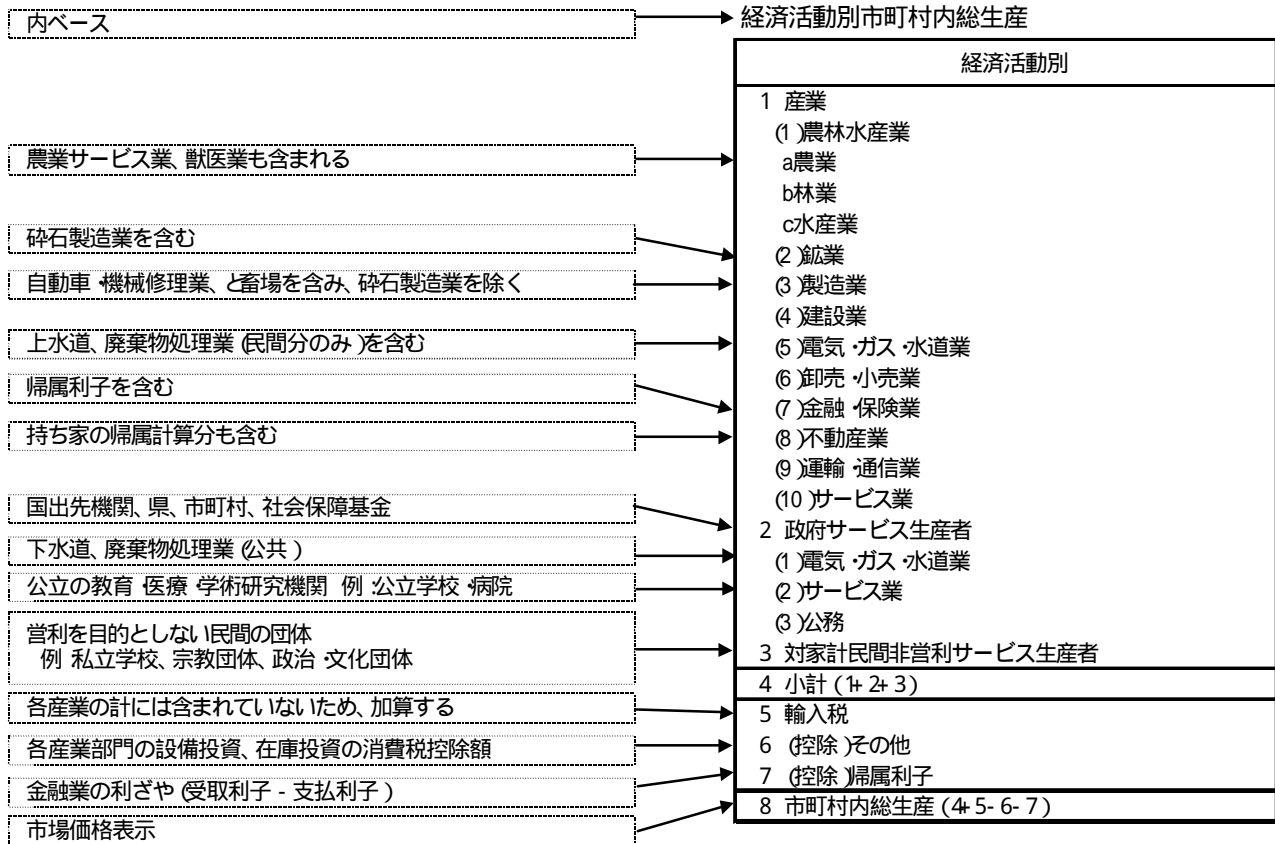 内ベース
経済活動別市町村内総生産
経済活動別
1 産業
(1)農林水産業
農業サービス業、獣医業も含まれる
a農業
b林業
c水産業
砕石製造業を含む
(2)鉱業
自動車・機械修理業、と畜場を含み、砕石製造業を除く
(3)製造業
(4)建設業
上水道、廃棄物処理業(民間分のみ)を含む
(5)電気・ガス・水道業
(6)卸売・小売業
帰属利子を含む
(7)金融・保険業
持ち家の帰属計算分も含む
(8)不動産業
(9)運輸・通信業
(10)サービス業
国出先機関、県、市町村、社会保障基金
2 政府サービス生産者
下水道、廃棄物処理業(公共)
(1)電気・ガス・水道業
公立の教育・医療・学術研究機関 例:公立学校・病院
(2)サービス業
(3)公務
営利を目的としない民間の団体
例:私立学校、宗教団体、政治・文化団体
3 対家計民間非営利サービス生産者
4 小計(1+2+3)
各産業の計には含まれていないため、加算する
5 輸入税
各産業部門の設備投資、在庫投資の消費税控除額
6 (控除)その他
金融業の利ざや(受取利子-支払利子)
7 (控除)帰属利子
市場価格表示
8 市町村内総生産(4+5-6-7)